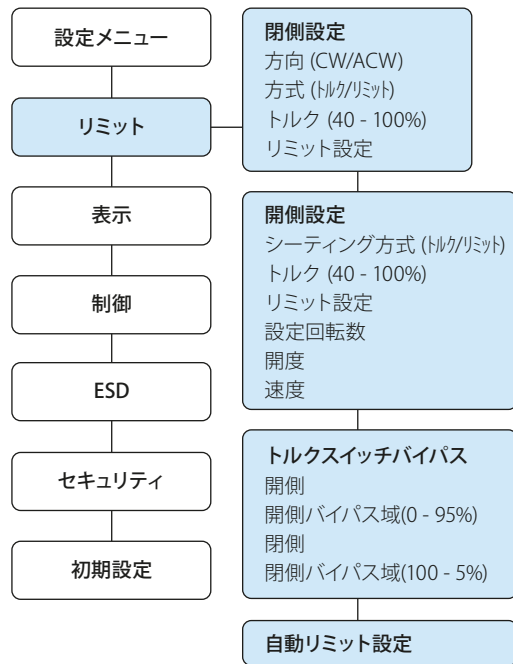 設定メニュー
リミット
表示
制御
ESD
セキュリティ
初期設定
閉側設定
方向 (CW/ACW)
方式 (ﾄﾙｸ/ﾘﾐｯﾄ)
トルク (40 - 100%)
リミット設定
開側設定
シーティング方式 (ﾄﾙｸ/ﾘﾐｯﾄ)
トルク (40 - 100%)
リミット設定
設定回転数
開度
速度
トルクスイッチバイパス
開側
開側バイパス域(0 - 95%)
閉側
閉側バイパス域(100 - 5%)
自動リミット設定